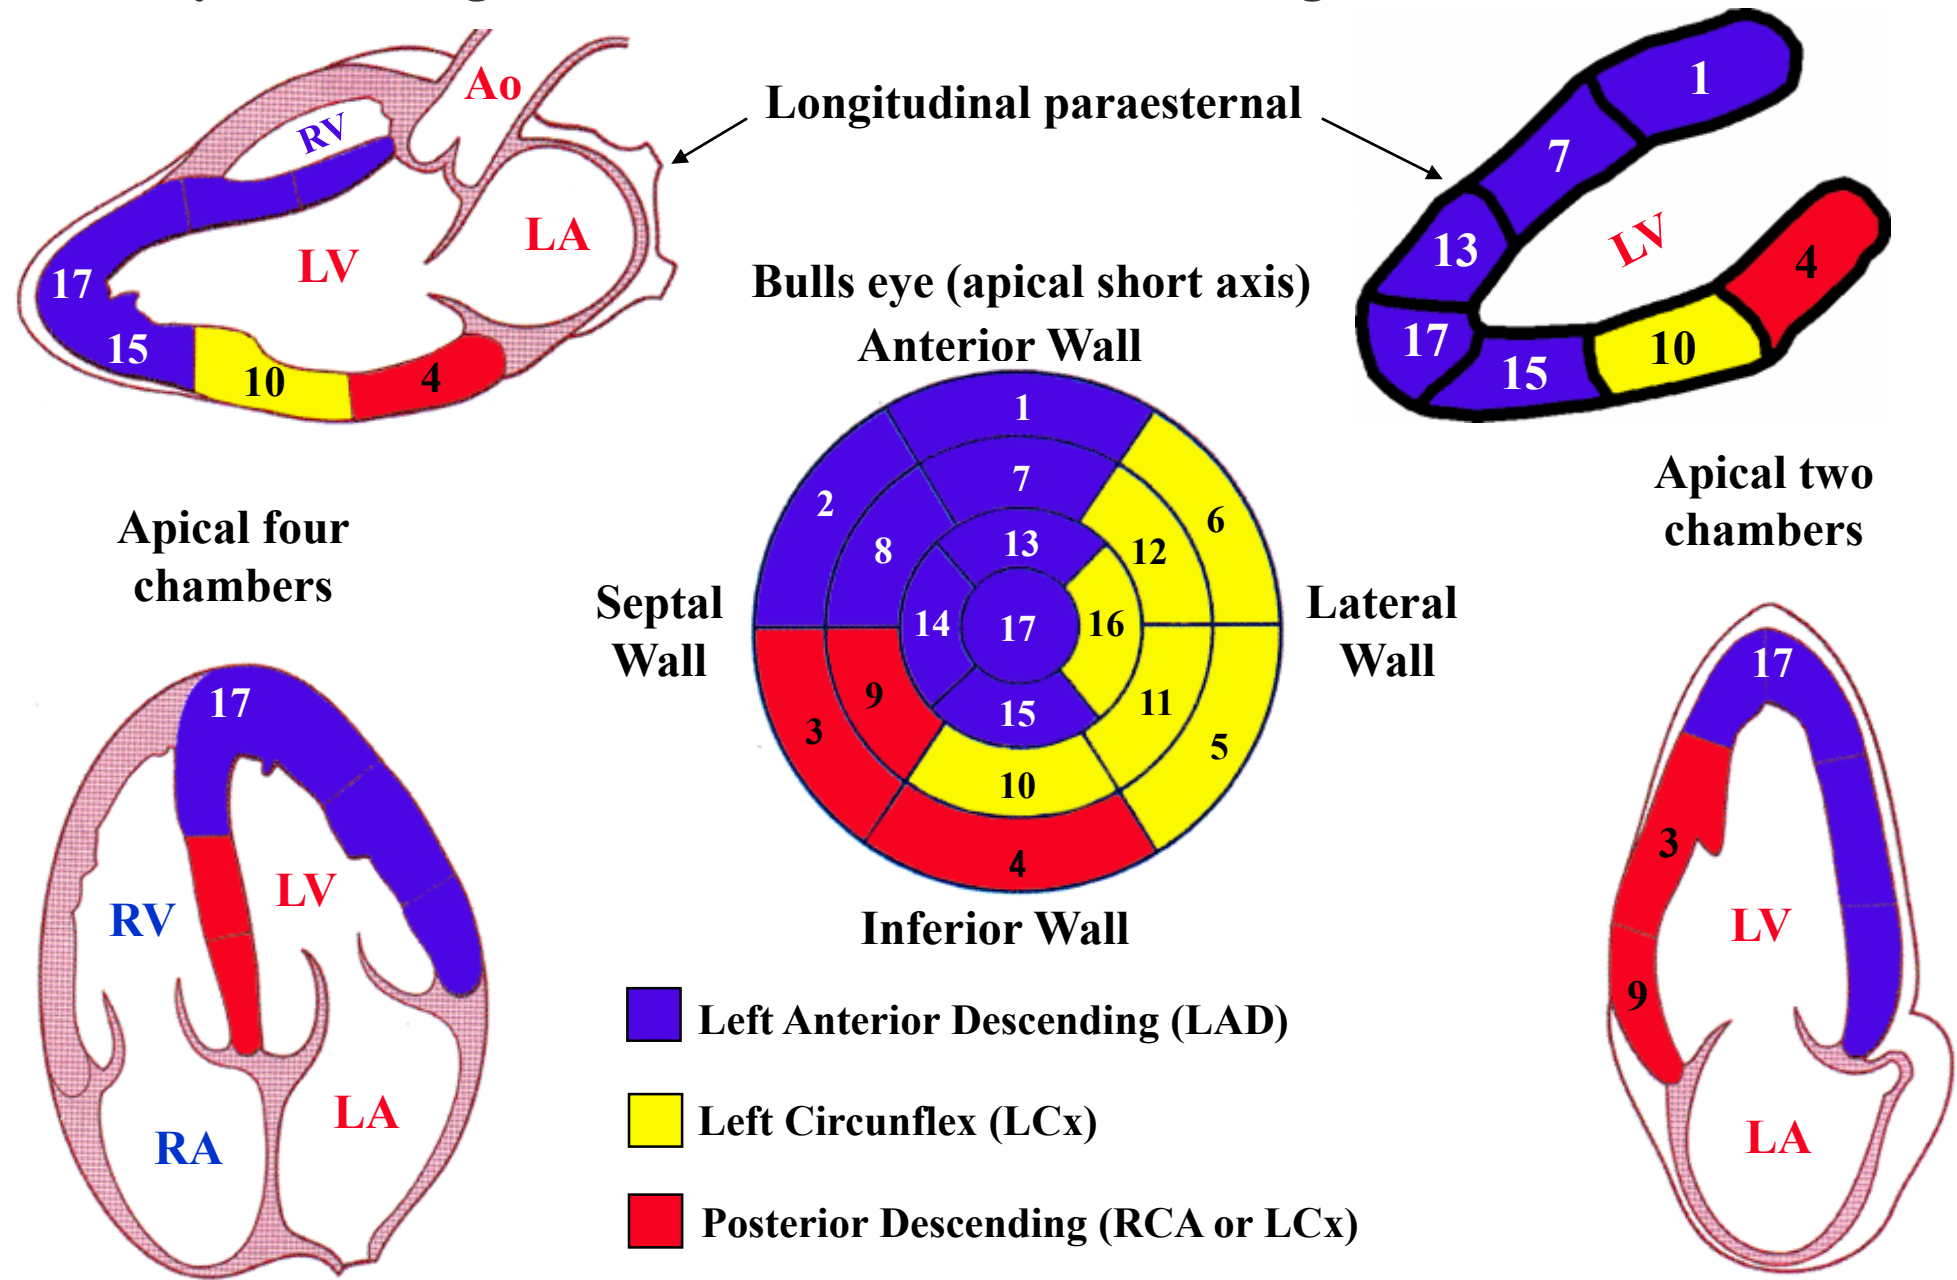 Ao
RV
LV
LA
17
15
10
4
Longitudinal paraesternal
1
7
13
17
15
10
4
LV
Bulls eye (apical short axis)
Anterior Wall
1
2
7
6
8
13
12
14
17
16
3
9
15
11
5
10
4
Septal
Wall
Lateral
Wall
Inferior Wall
Apical four
chambers
17
RV
LV
RA
LA
Apical two
chambers
17
3
9
LV
LA
Left Anterior Descending (LAD)
Left Circunflex (LCx)
Posterior Descending (RCA or LCx)